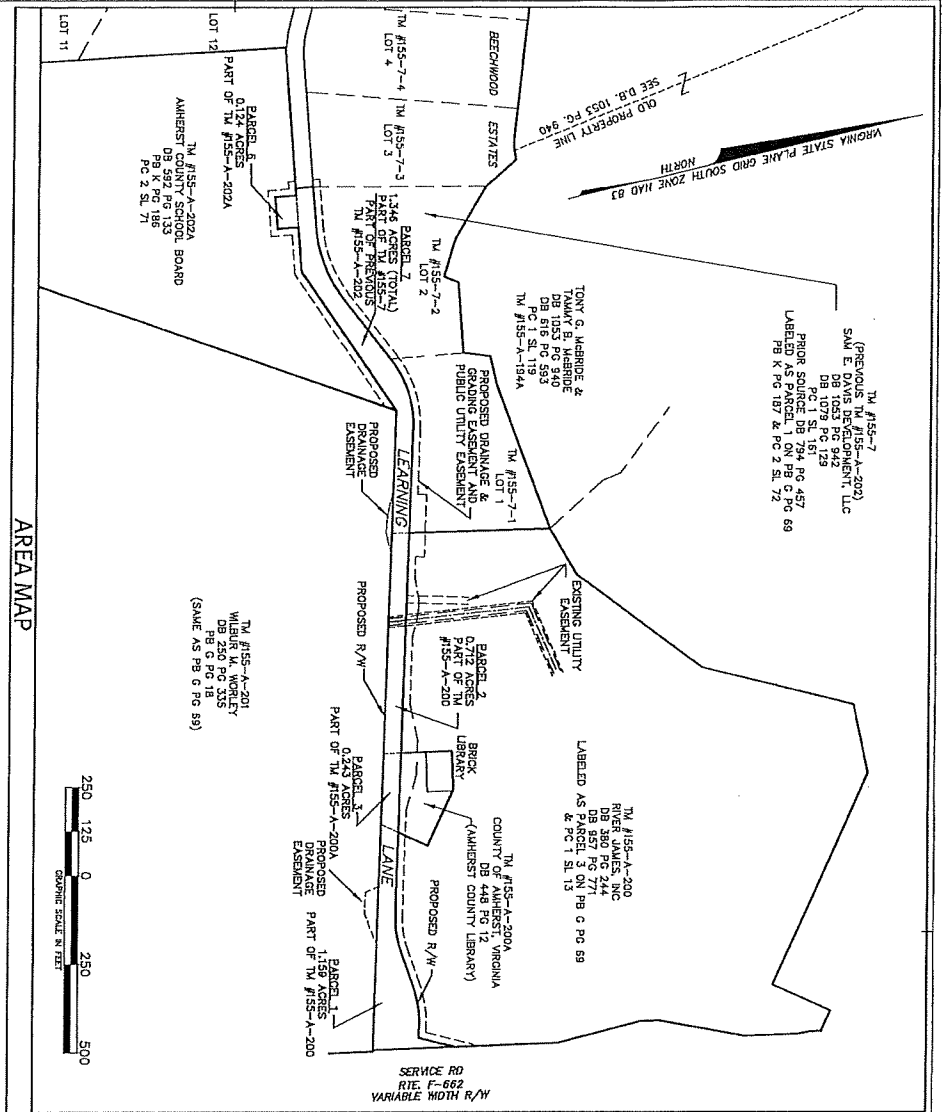 BEECHWOOD ESTATES
TM #155-7-4
LOT 4
TM #155-7-3
LOT 3
LOT 12
LOT 11
OLD PROPERTY LINE
SEE D.B. 1053 PG. 940
VIRGINIA STATE PLANE GRID SOUTH ZONE NAD 83
NORTH
TM #155-7
(PREVIOUS TM #155-A-202)
SAM E. DAVIS DEVELOPMENT, LLC
DB 1053 PG 942
DB 1079 PG 129
PC 1 SL 161
PRIOR SOURCE DB 794 PG 457
LABELED AS PARCEL 1 ON PB G PG 69
PB K PG 187 & PC 2 SL 72
TONY G. McBRIDE &
TAMMY B. McBRIDE
DB 1053 PG 940
DB 616 PG 593
PC 1 SL 119
TM #155-A-194A
TM #155-7-2
LOT 2
PARCEL 7
1.346 ACRES (TOTAL)
PART OF TM #155-7
PART OF PREVIOUS
TM #155-A-202
PARCEL 6
0.124 ACRES
PART OF TM #155-A-202A
TM #155-A-202A
AMHERST COUNTY SCHOOL BOARD
DB 592 PG 133
PB K PG 186
PC 2 SL 71
TM #155-7-1
LOT 1
PROPOSED DRAINAGE &
GRADING EASEMENT AND
PUBLIC UTILITY EASEMENT
LEARNING LANE
PROPOSED
DRAINAGE
EASEMENT
EXISTING UTILITY
EASEMENT
PARCEL 2
0.712 ACRES
PART OF TM
#155-A-200
PROPOSED R/W
BRICK
LIBRARY
TM #155-A-200
RIVER JAMES, INC
DB 380 PG 244
DB 957 PG 771
LABELED AS PARCEL 3 ON PB G PG 69
& PC 1 SL 13
TM #155-A-200A
COUNTY OF AMHERST, VIRGINIA
DB 448 PG 12
(AMHERST COUNTY LIBRARY)
PARCEL 3
0.243 ACRES
PART OF TM #155-A-200A
PROPOSED
DRAINAGE
EASEMENT
PROPOSED R/W
PARCEL 1
1.159 ACRES
PART OF TM #155-A-200
TM #155-A-201
WILBUR M. WORLEY
DB 250 PG 335
PB G PG 18
(SAME AS PB G PG 69)
SERVICE RD
RTE. F-662
VARIABLE WIDTH R/W
250 125 0 250 500
GRAPHIC SCALE IN FEET
AREA MAP